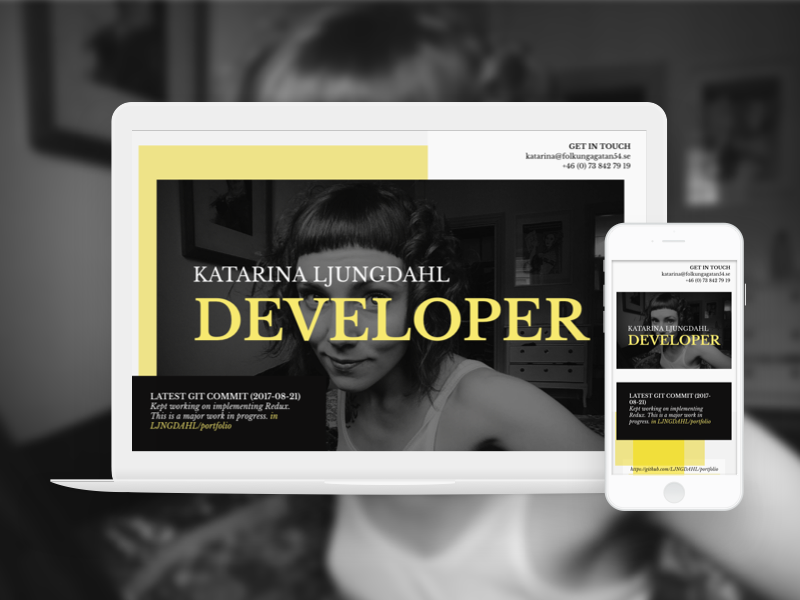 GET IN TOUCH
katarina@folkungagatan54.se
+46 (0) 73 842 79 19
KATARINA LJUNGDAHL
DEVELOPER
LATEST GIT COMMIT (2017-08-21)
Kept working on implementing Redux.
This is a major work in progress. in
LJNGDAHL/portfolio
GET IN TOUCH
katarina@folkungagatan54.se
+46 (0) 73 842 79 19
KATARINA LJUNGDAHL
DEVELOPER
LATEST GIT COMMIT (2017-
08-21)
Kept working on implementing
Redux. This is a major work in
progress. in LJNGDAHL/portfolio
https://github.com/LJNGDAHL/portfolio